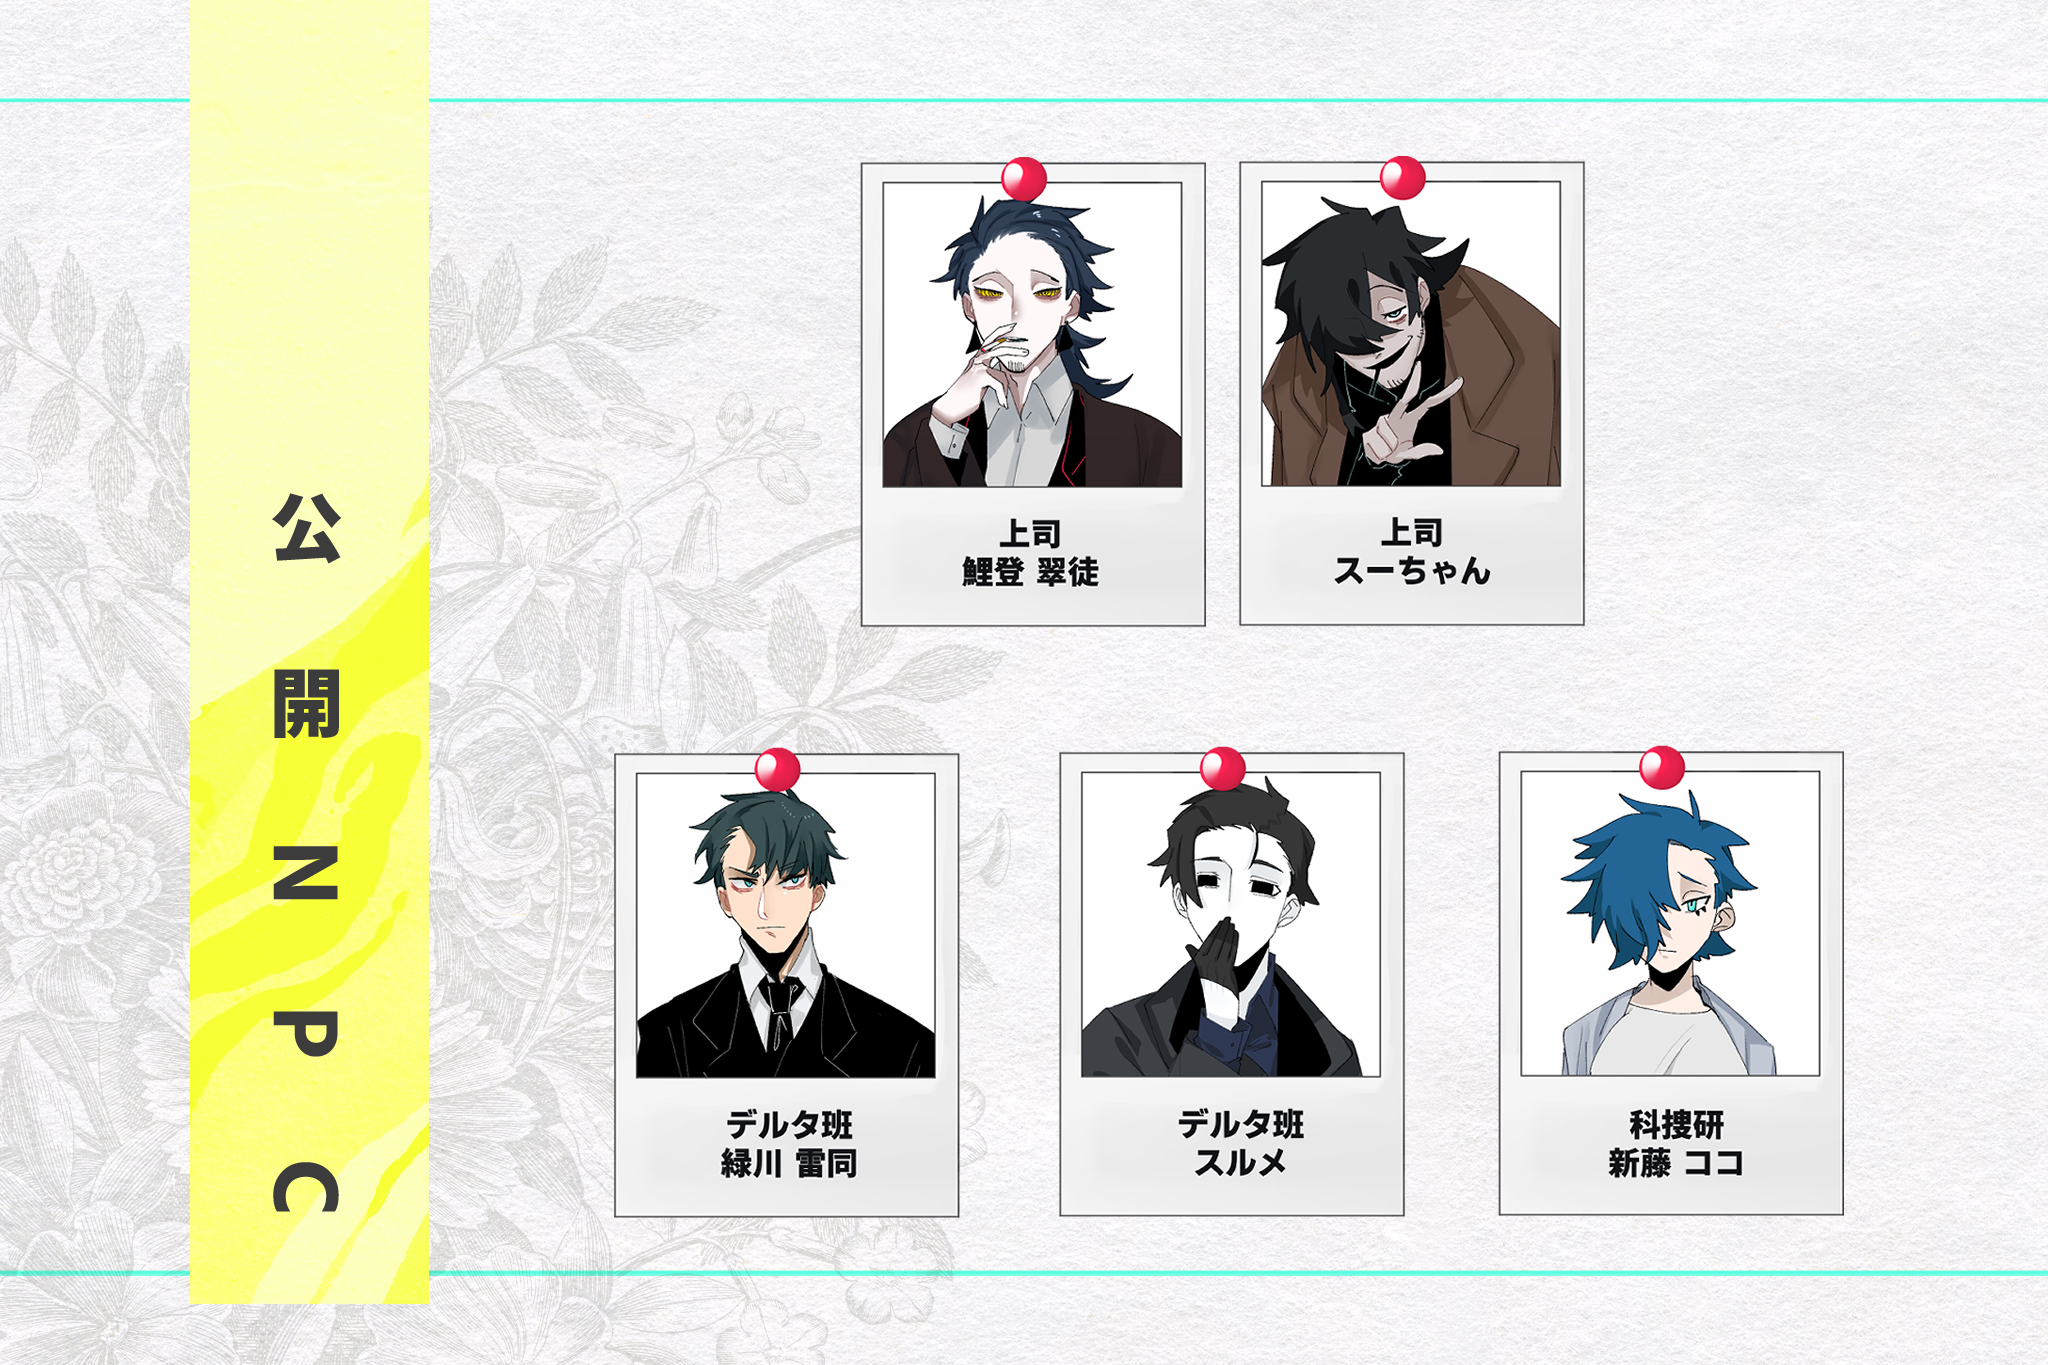 公開NPC
上司
鯉登 翠徒
上司
スーちゃん
デルタ班
緑川 雷同
デルタ班
スルメ
科捜研
新藤 ココ